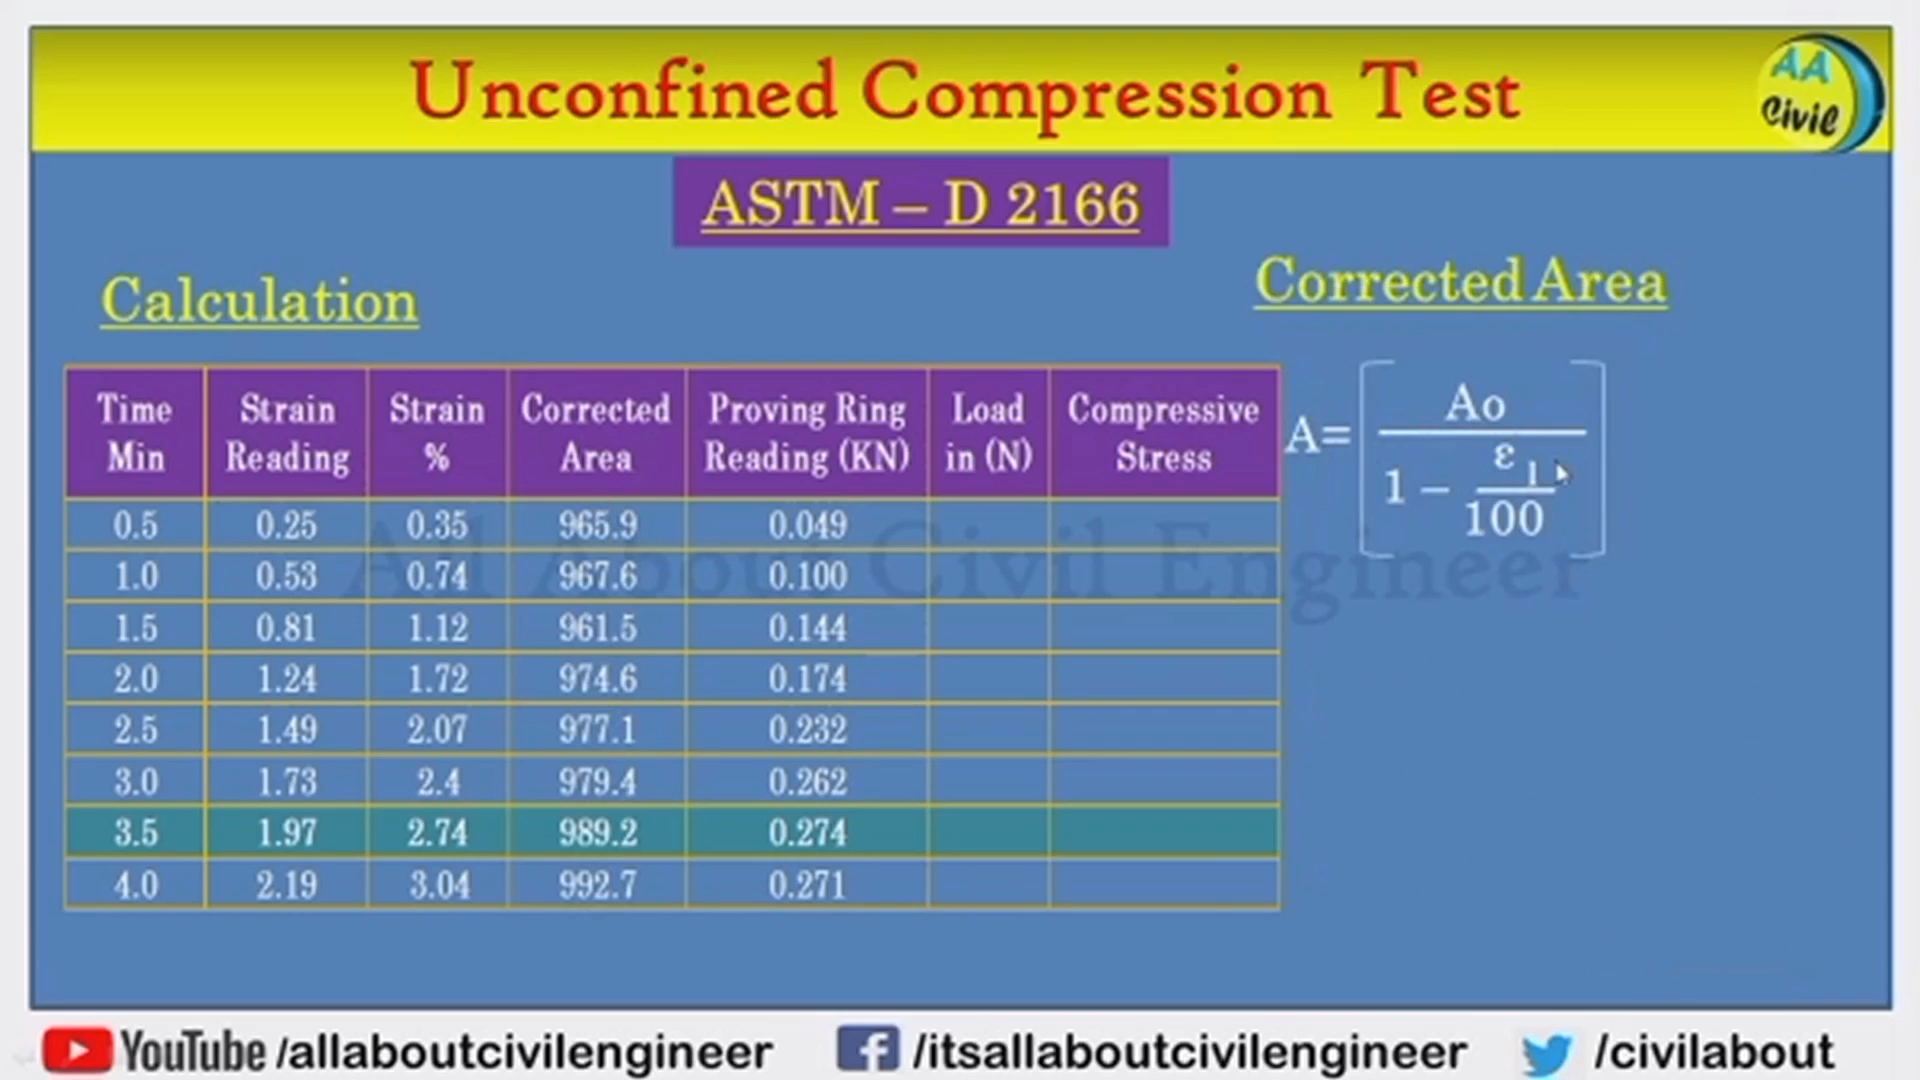 Unconfined Compression Test
AA
Civil
ASTM – D 2166
Calculation
Corrected Area
Time Min	Strain Reading	Strain %	Corrected Area	Proving Ring Reading (KN)	Load in (N)	Compressive Stress
0.5	0.25	0.35	965.9	0.049
1.0	0.53	0.74	967.6	0.100
1.5	0.81	1.12	961.5	0.144
2.0	1.24	1.72	974.6	0.174
2.5	1.49	2.07	977.1	0.232
3.0	1.73	2.4	979.4	0.262
3.5	1.97	2.74	989.2	0.274
4.0	2.19	3.04	992.7	0.271
A= [ Ao / 1 – ε1 / 100 ]
All About Civil Engineer
YouTube /allaboutcivilengineer
f /itsallaboutcivilengineer
/civilabout